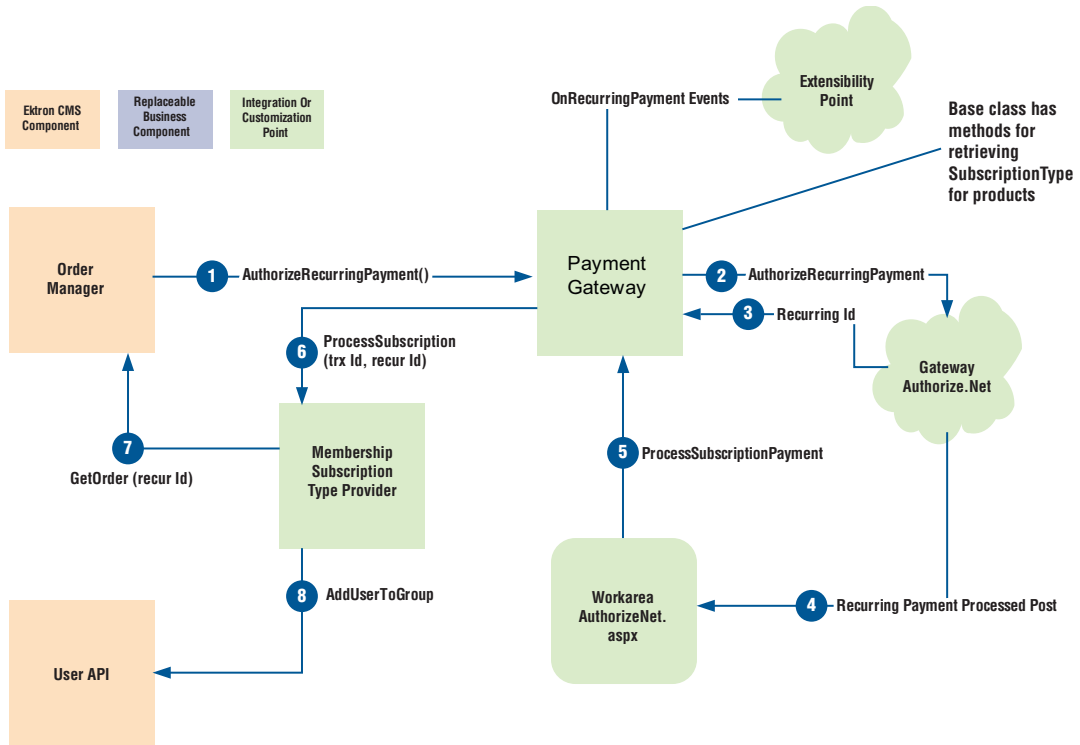 Ektron CMS
Component
Replaceable
Business
Component
Integration Or
Customization
Point
OnRecurringPayment Events
Extensibility
Point
Base class has
methods for
retrieving
SubscriptionType
for products
Order
Manager
1
AuthorizeRecurringPayment()
Payment
Gateway
2
AuthorizeRecurringPayment
3
Recurring Id
Gateway
Authorize.Net
6
ProcessSubscription
(trx Id, recur Id)
7
GetOrder (recur Id)
Membership
Subscription
Type Provider
5
ProcessSubscriptionPayment
8
AddUserToGroup
Workarea
AuthorizeNet.
aspx
4
Recurring Payment Processed Post
User API